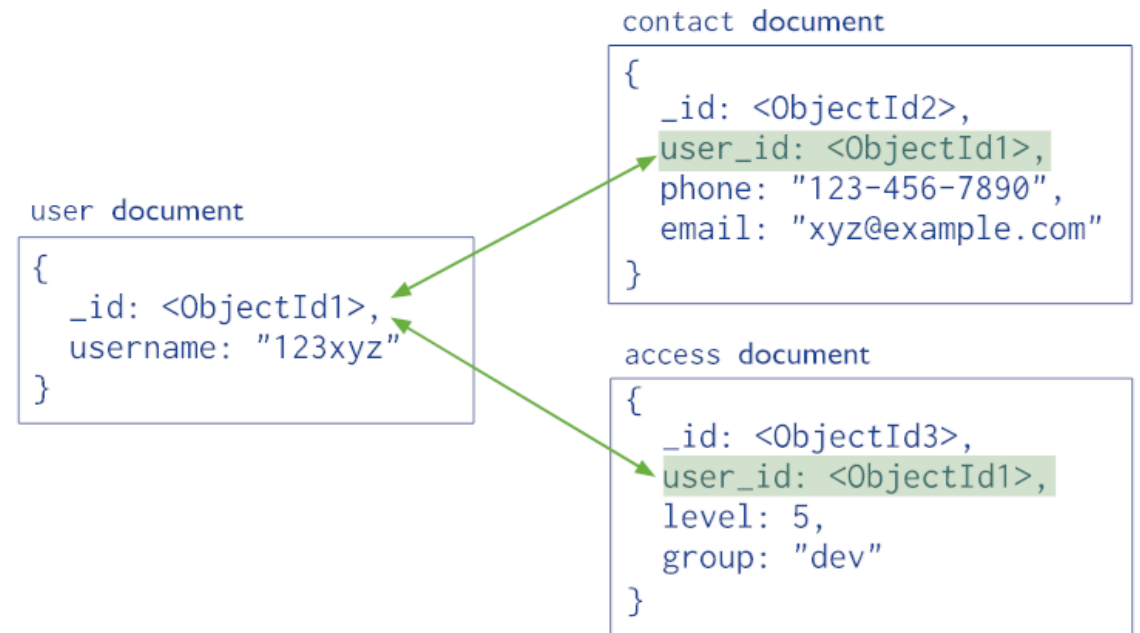 contact document
{
_id: <ObjectId2>,
user_id: <ObjectId1>,
phone: "123-456-7890",
email: "xyz@example.com"
}
user document
{
_id: <ObjectId1>,
username: "123xyz"
}
access document
{
_id: <ObjectId3>,
user_id: <ObjectId1>,
level: 5,
group: "dev"
}